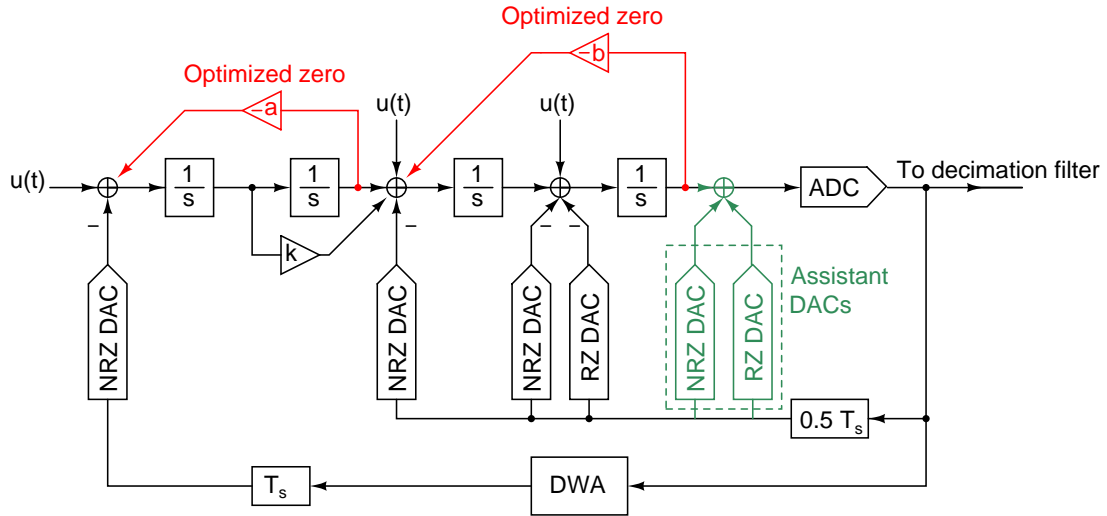 Optimized zero
−b
Optimized zero
−a
u(t)
u(t)
u(t)
1
s
1
s
1
s
1
s
ADC
To decimation filter
k
−
−
−
−
NRZ DAC
NRZ DAC
NRZ DAC
RZ DAC
NRZ DAC
RZ DAC
Assistant
DACs
0.5 Ts
Ts
DWA